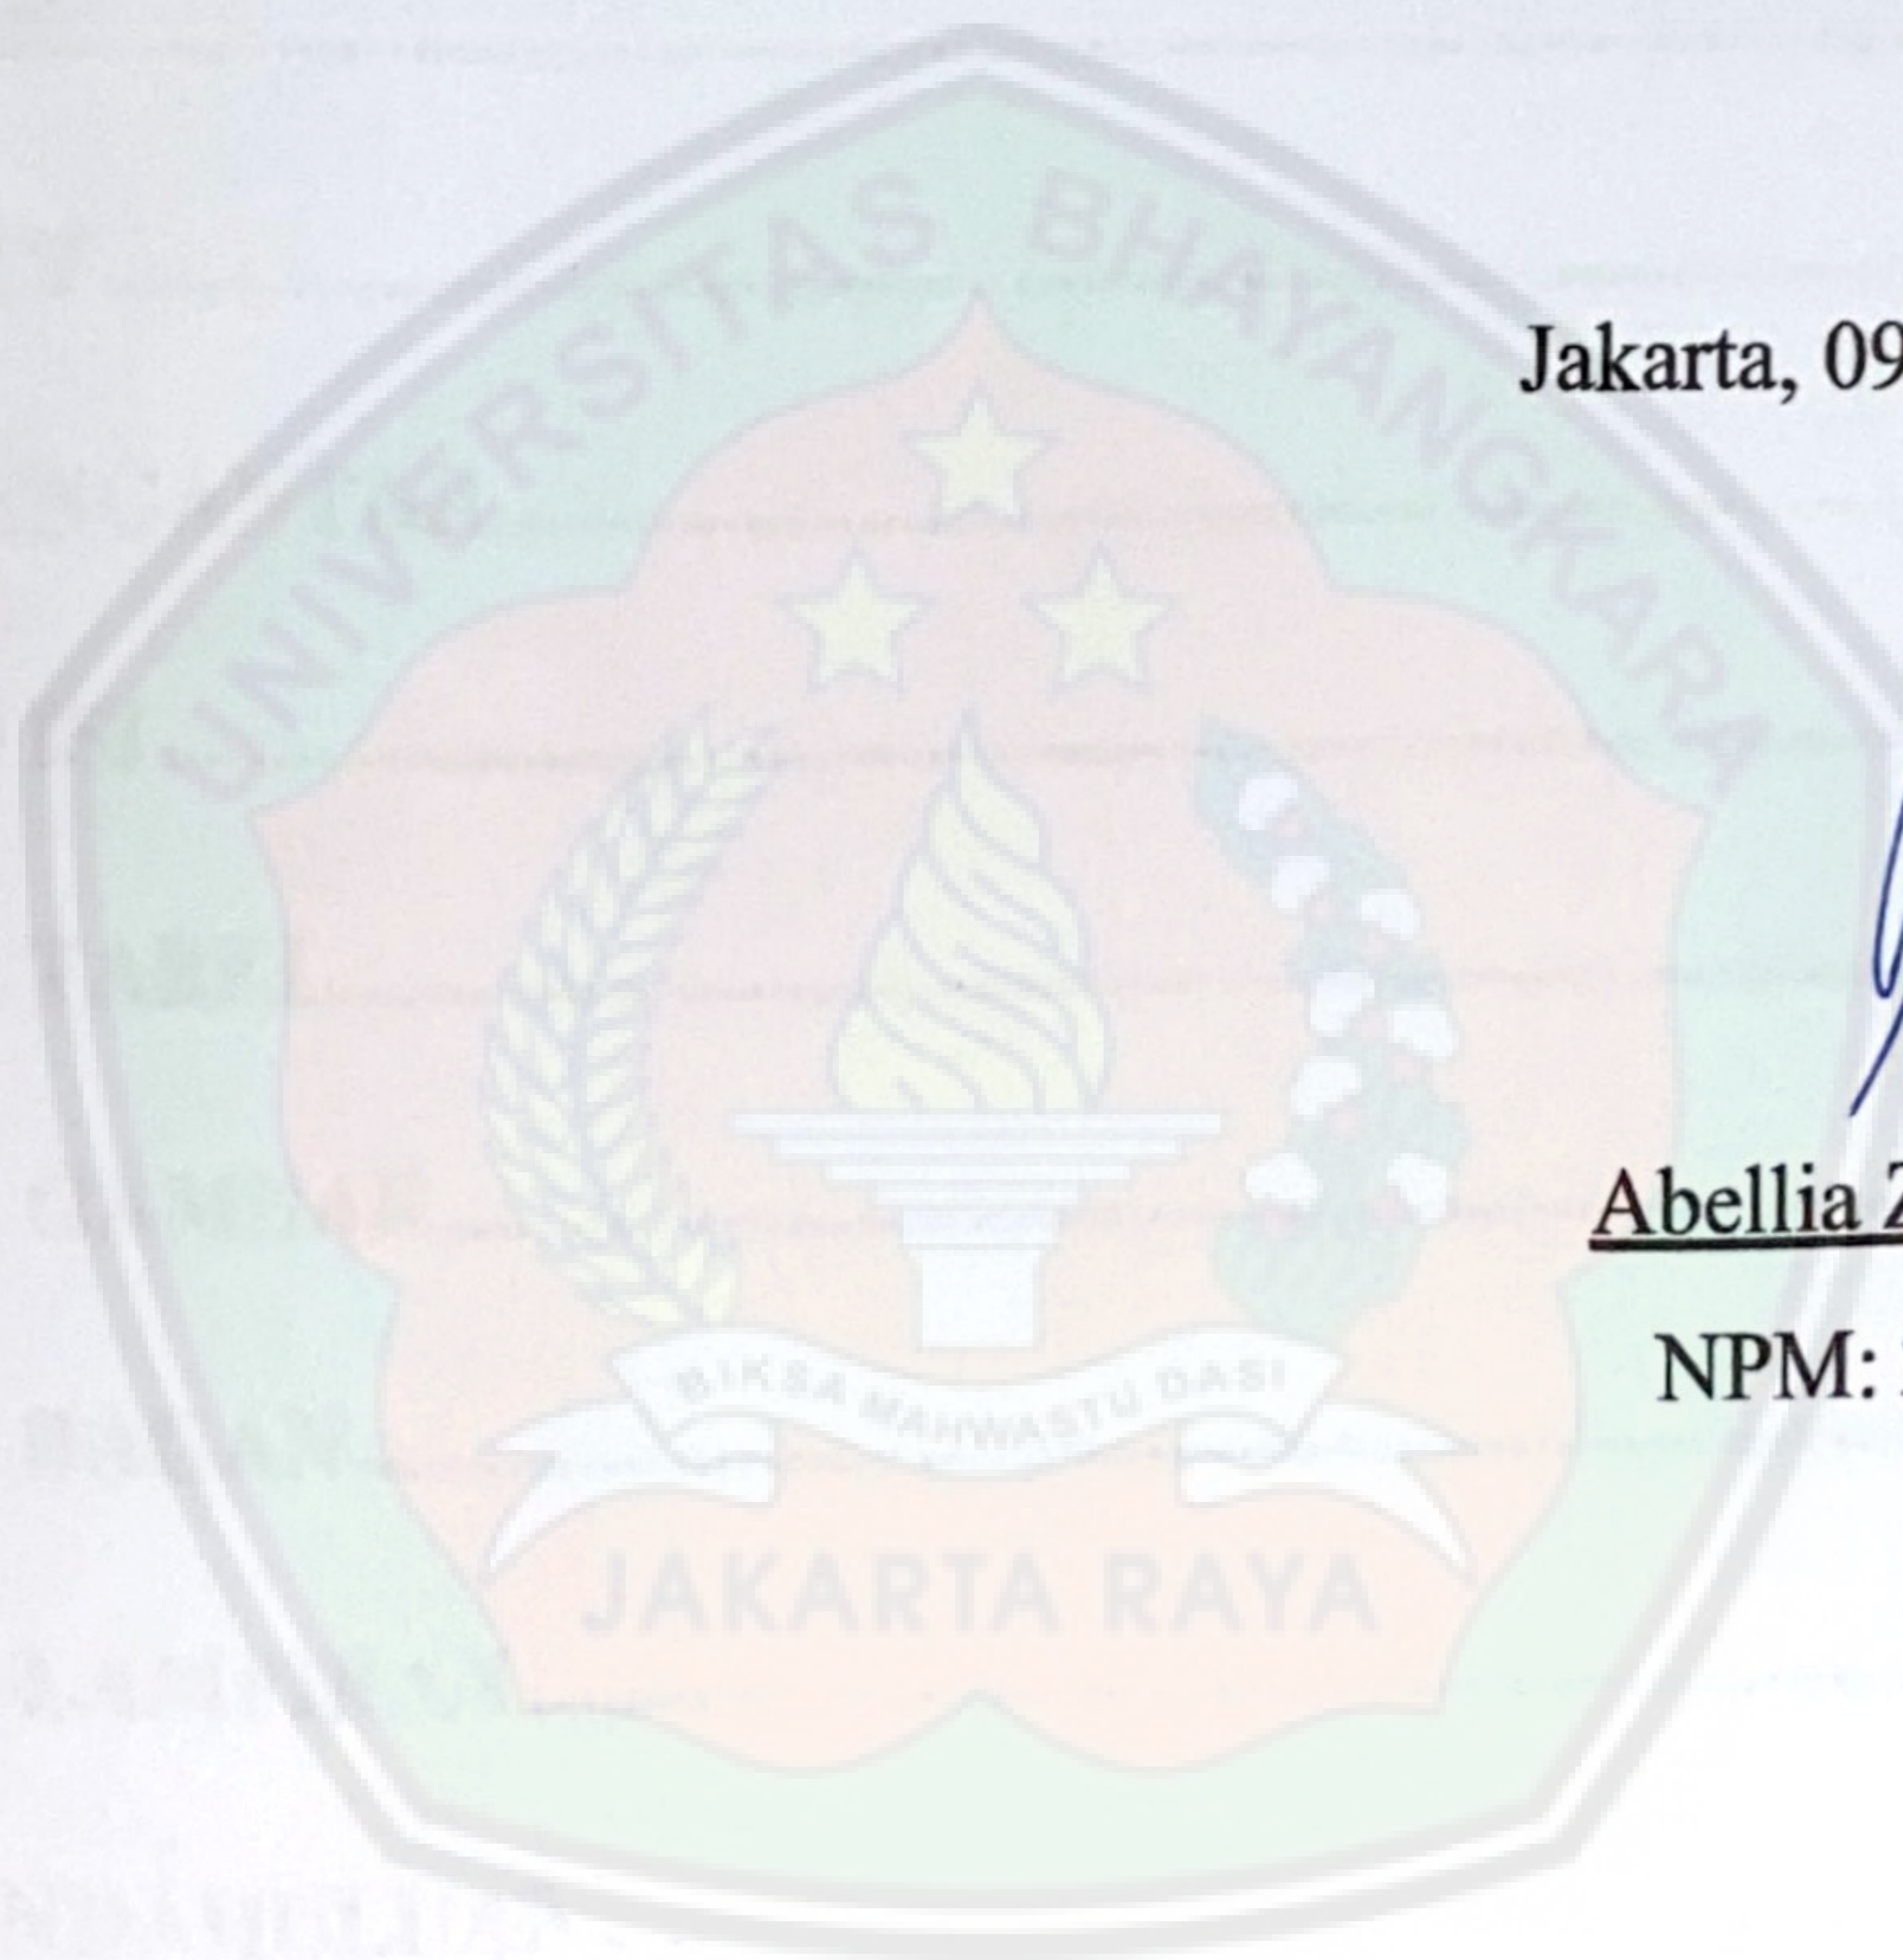 UNIVERSITAS BHAYANGKARA
Jakarta, 09
Abellia Z
NPM:
BIKSA MAHWASTU DASI
JAKARTA RAYA